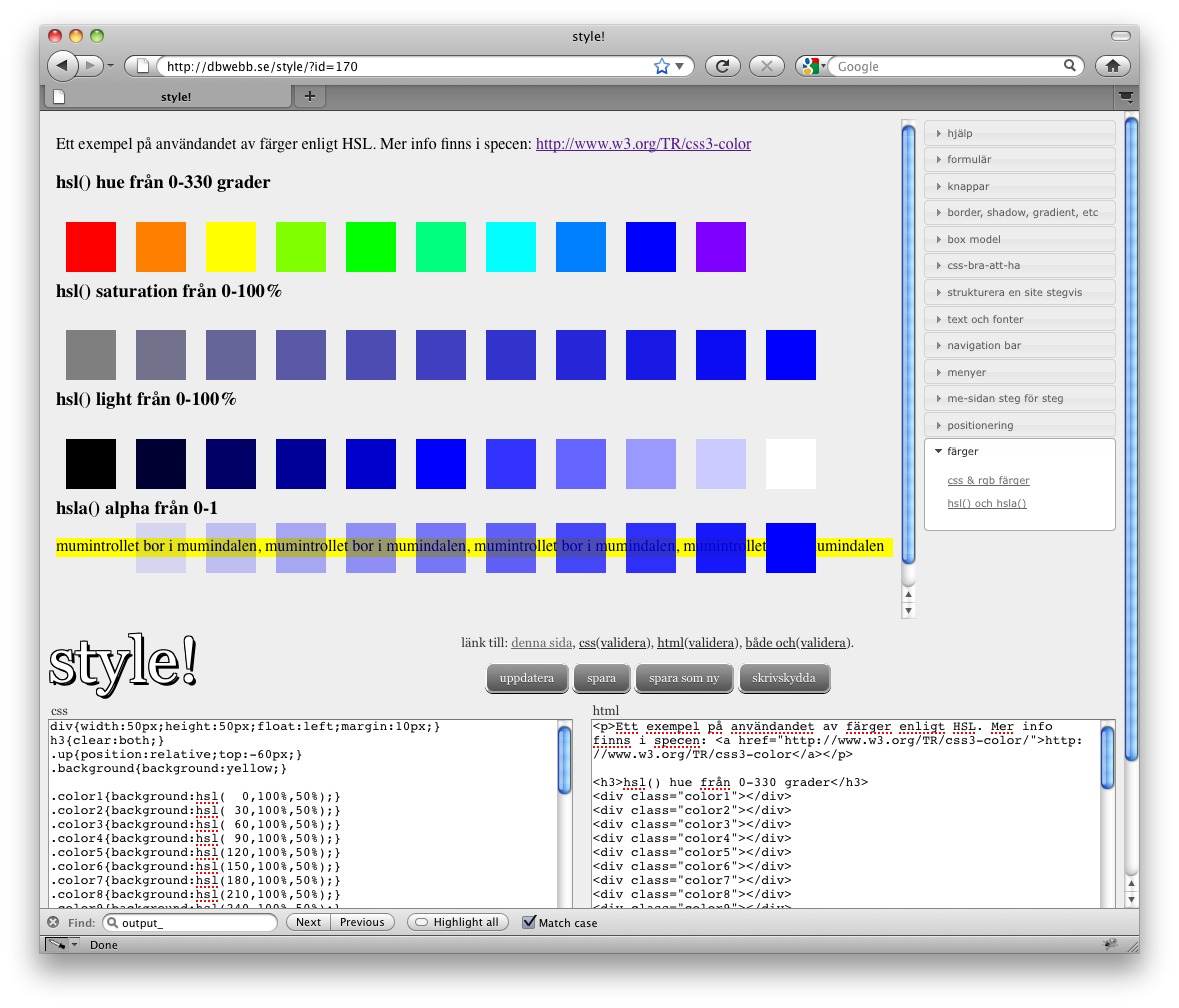 style!
http://dbwebb.se/style/?id=170
Google
style!
Ett exempel på användandet av färger enligt HSL. Mer info finns i specen: http://www.w3.org/TR/css3-color
hsl() hue från 0-330 grader
hsl() saturation från 0-100%
hsl() light från 0-100%
hsla() alpha från 0-1
mumintrollet bor i mumindalen, mumintrollet bor i mumindalen, mumintrollet bor i mumindalen, mumintrollet umindalen
hjälp
formulär
knappar
border, shadow, gradient, etc
box model
css-bra-att-ha
strukturera en site stegvis
text och fonter
navigation bar
menyer
me-sidan steg för steg
positionering
färger
css & rgb färger
hsl() och hsla()
style!
länk till: denna sida, css(validera), html(validera), både och(validera).
uppdatera spara spara som ny skrivskydda
css
div{width:50px;height:50px;float:left;margin:10px;}
h3{clear:both;}
.up{position:relative;top:-60px;}
.background{background:yellow;}
.color1{background:hsl(  0,100%,50%);}
.color2{background:hsl( 30,100%,50%);}
.color3{background:hsl( 60,100%,50%);}
.color4{background:hsl( 90,100%,50%);}
.color5{background:hsl(120,100%,50%);}
.color6{background:hsl(150,100%,50%);}
.color7{background:hsl(180,100%,50%);}
.color8{background:hsl(210,100%,50%);}
.color9{background:hsl(240,100%,50%);}
html
<p>Ett exempel på användandet av färger enligt HSL. Mer info
finns i specen: <a href="http://www.w3.org/TR/css3-color/">http:
//www.w3.org/TR/css3-color</a></p>
<h3>hsl() hue från 0-330 grader</h3>
<div class="color1"></div>
<div class="color2"></div>
<div class="color3"></div>
<div class="color4"></div>
<div class="color5"></div>
<div class="color6"></div>
<div class="color7"></div>
<div class="color8"></div>
<div class="color9"></div>
Find: output_ Next Previous Highlight all Match case
Done